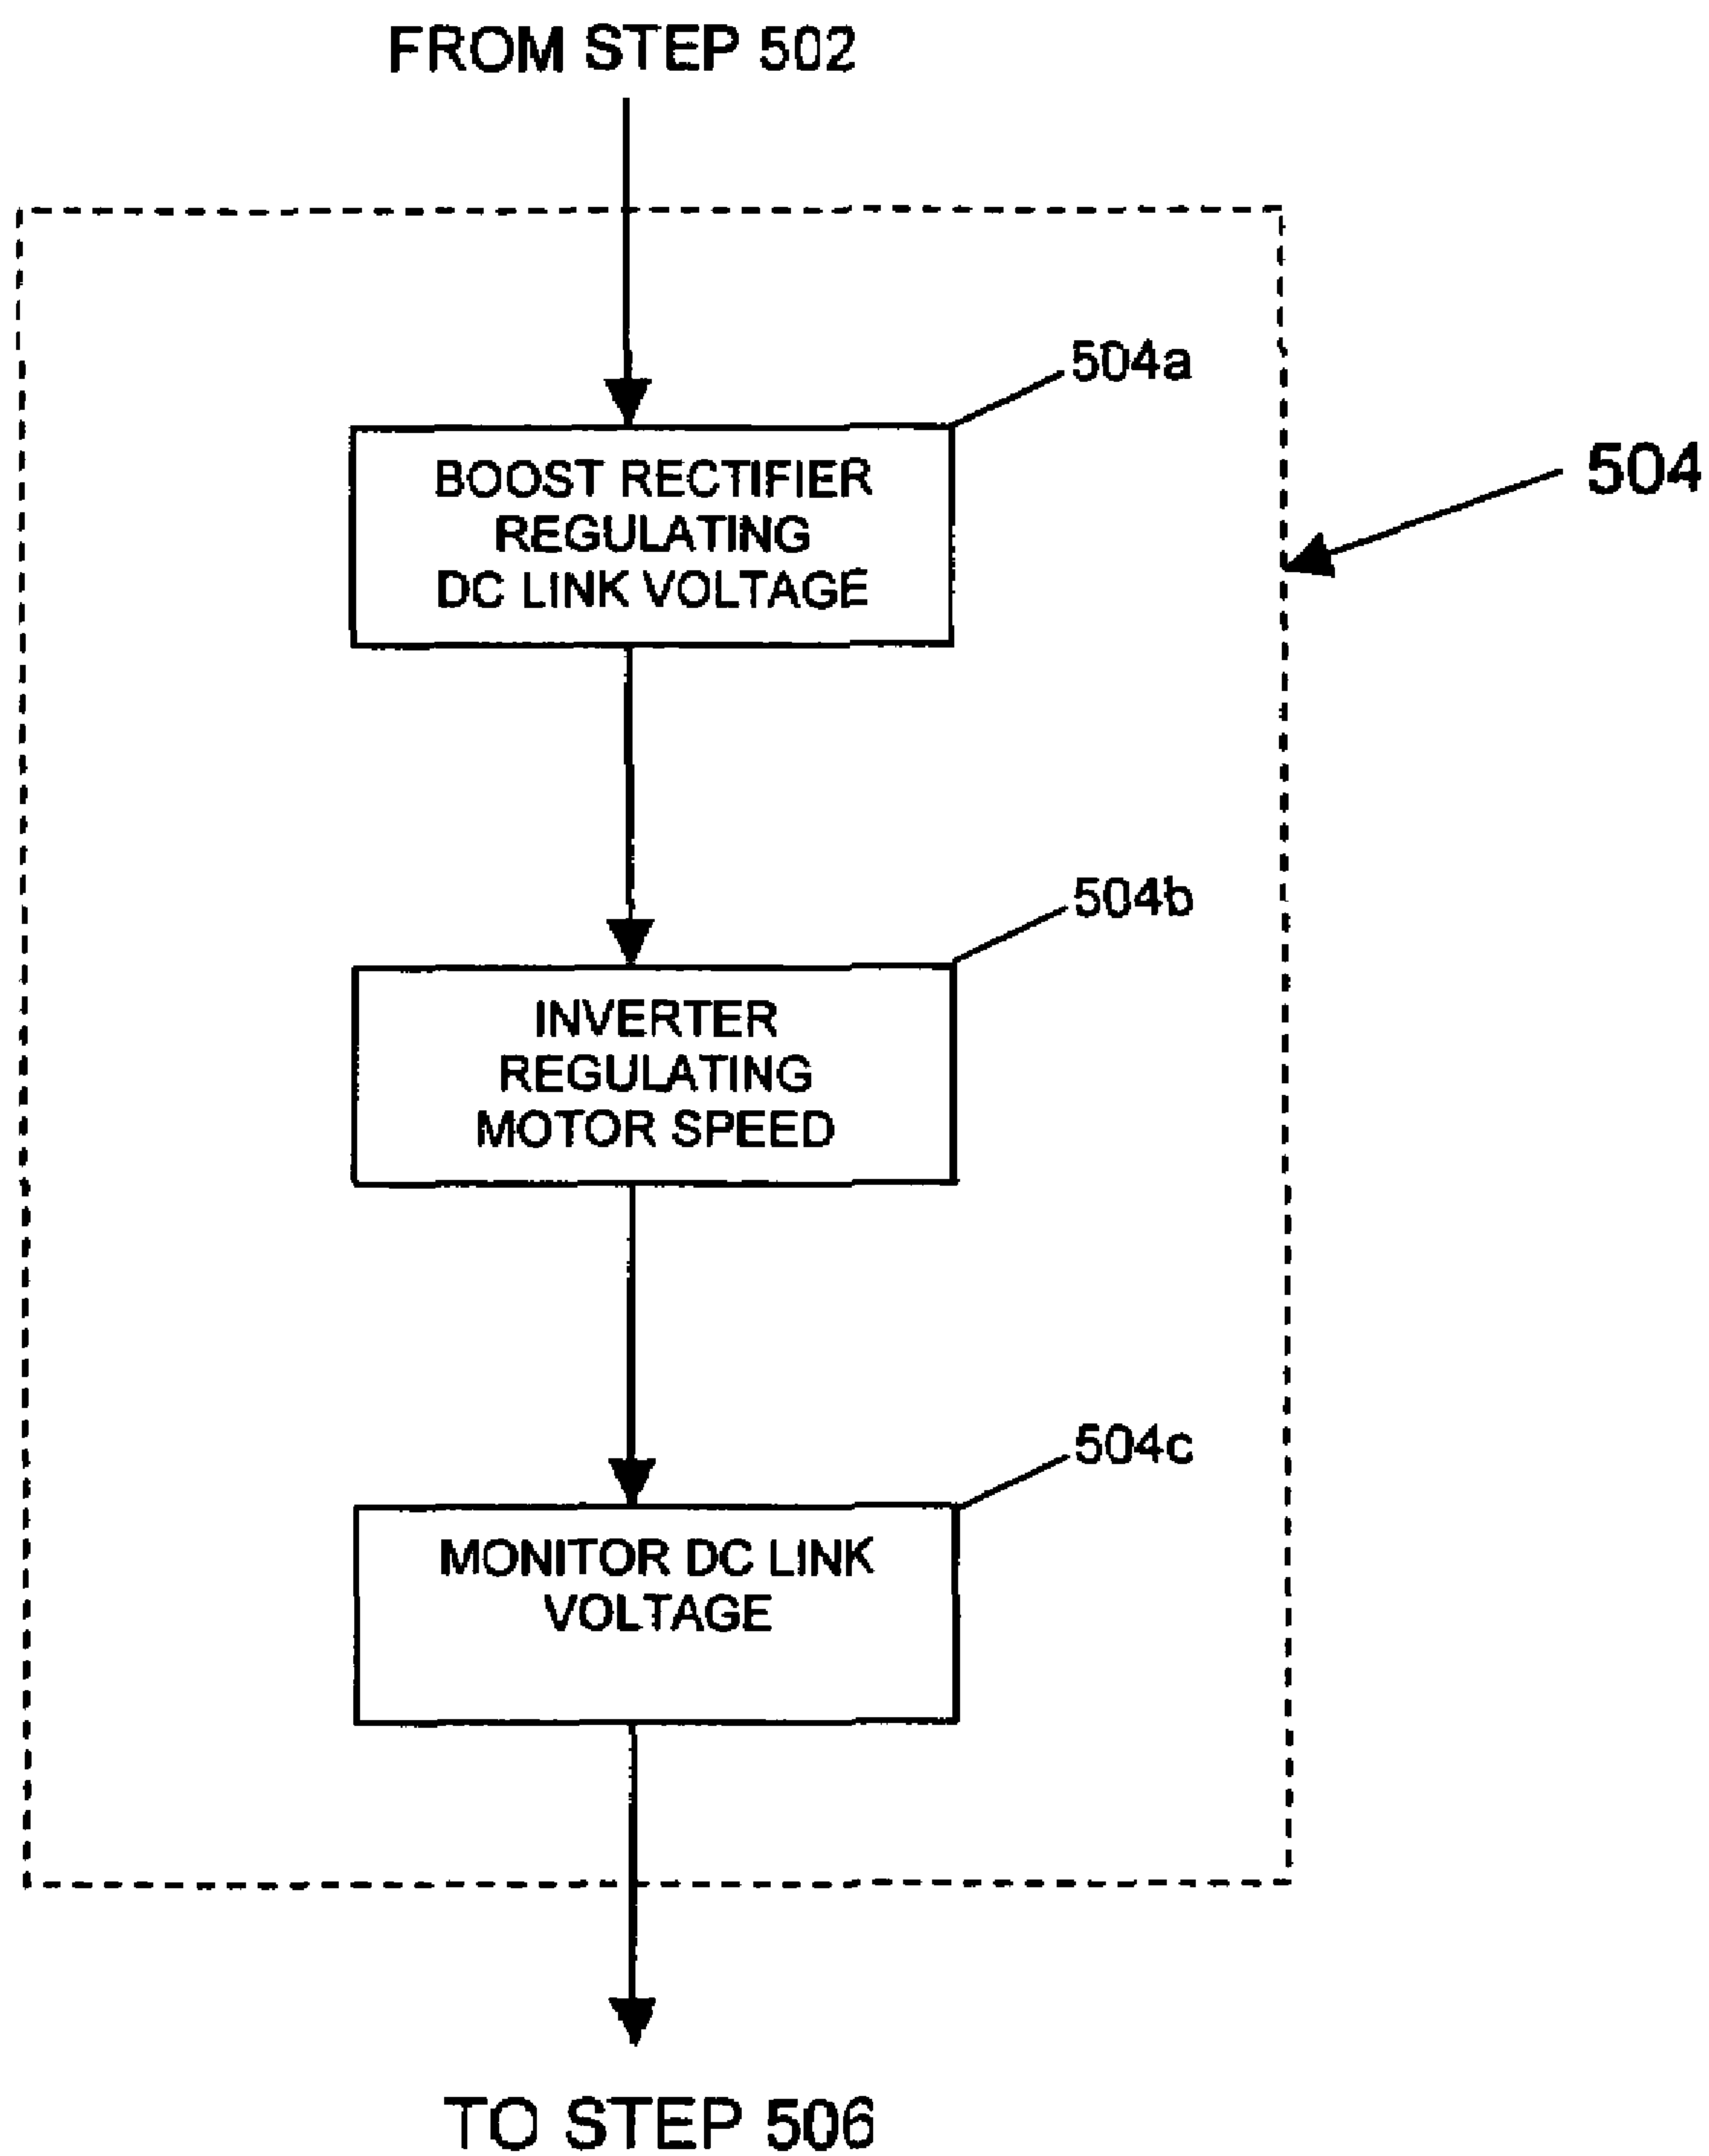 FROM STEP 502
504a
BOOST RECTIFIER
REGULATING
DC LINK VOLTAGE
504
504b
INVERTER
REGULATING
MOTOR SPEED
504c
MONITOR DC LINK
VOLTAGE
TO STEP 506